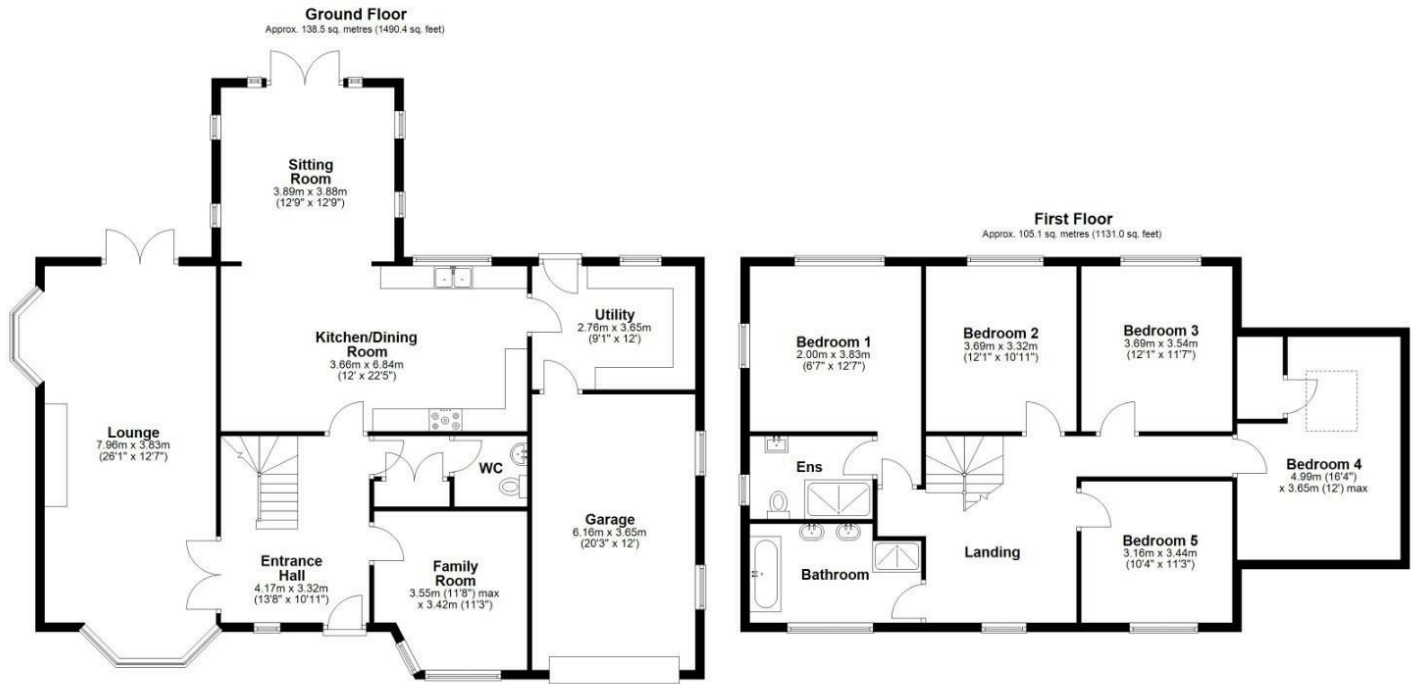 Ground Floor
Approx. 138.5 sq. metres (1490.4 sq. feet)
Sitting
Room
3.89m x 3.88m
(12'9" x 12'9")
Kitchen/Dining
Room
3.66m x 6.84m
(12' x 22'5")
Utility
2.76m x 3.65m
(9'1" x 12')
Lounge
7.96m x 3.83m
(26'1" x 12'7")
WC
Entrance
Hall
4.17m x 3.32m
(13'8" x 10'11")
Family
Room
3.55m (11'8") max
x 3.42m (11'3")
Garage
6.16m x 3.65m
(20'3" x 12')
First Floor
Approx. 105.1 sq. metres (1131.0 sq. feet)
Bedroom 1
2.00m x 3.83m
(6'7" x 12'7")
Bedroom 2
3.69m x 3.32m
(12'1" x 10'11")
Bedroom 3
3.69m x 3.54m
(12'1" x 11'7")
Bedroom 4
4.99m (16'4")
x 3.65m (12') max
Ens
Bathroom
Landing
Bedroom 5
3.16m x 3.44m
(10'4" x 11'3")